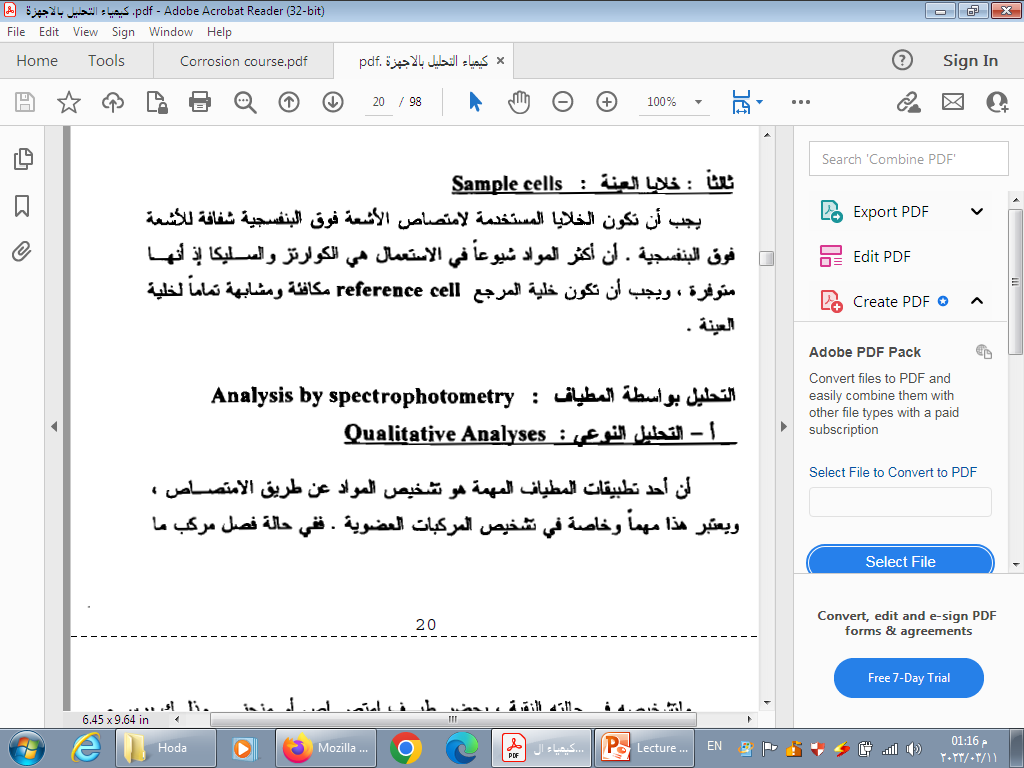 كيمياء التحليل بالاجهزة .pdf - Adobe Acrobat Reader (32-bit)
File Edit View Sign Window Help
Home Tools Corrosion course.pdf كيمياء التحليل بالاجهزة .pdf Sign In
20 / 98 100%
ثالثاً : خلايا العينة : Sample cells
يجب أن تكون الخلايا المستخدمة لامتصاص الأشعة فوق البنفسجية شفافة للأشعة
فوق البنفسجية . أن أكثر المواد شيوعاً في الاستعمال هي الكوارتز والسليكا إذ أنها
متوفرة ، ويجب أن تكون خلية المرجع reference cell مكافئة ومشابهة تماماً لخلية
العينة .
التحليل بواسطة المطياف : Analysis by spectrophotometry
أ – التحليل النوعي : Qualitative Analyses
أن أحد تطبيقات المطياف المهمة هو تشخيص المواد عن طريق الامتصاص ،
ويعتبر هذا مهماً وخاصة في تشخيص المركبات العضوية . ففي حالة فصل مركب ما
20
6.45 x 9.64 in
Search 'Combine PDF'
Export PDF
Edit PDF
Create PDF
Adobe PDF Pack
Convert files to PDF and
easily combine them with
other file types with a paid
subscription
Select File to Convert to PDF
Select File
Convert, edit and e-sign PDF
forms & agreements
Free 7-Day Trial
Hoda Mozilla ... كيمياء ال... PDF Lecture ... EN 01:16 م
٢٠٢٣/٠٣/١١